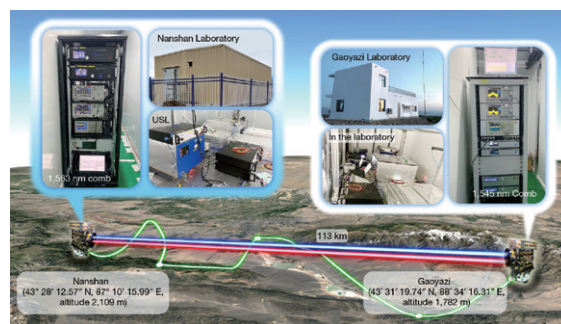 Nanshan Laboratory
USL
1,563 nm comb
Gaoyazi Laboratory
In the laboratory
1,545 nm Comb
113 km
Nanshan
(43° 28′ 12.57″ N, 87° 10′ 15.99″ E,
altitude 2,109 m)
Gaoyazi
(43° 31′ 19.74″ N, 88° 34′ 16.31″ E,
altitude 1,782 m)